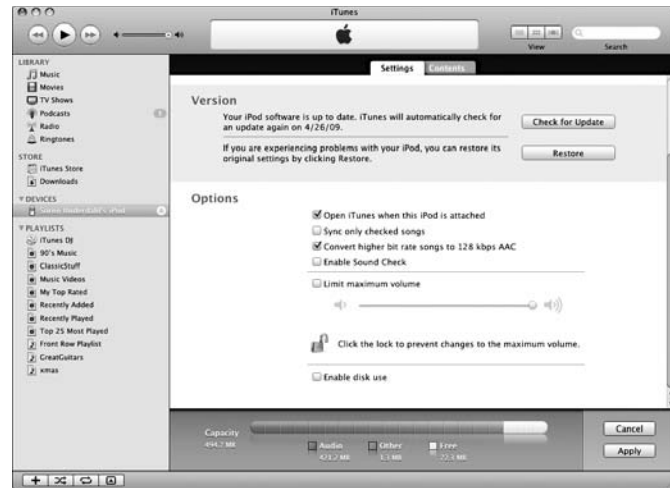 iTunes
View
Search
LIBRARY
Music
Movies
TV Shows
Podcasts
Radio
Ringtones
STORE
iTunes Store
Downloads
DEVICES
iPod
PLAYLISTS
iTunes DJ
90's Music
ClassicStuff
Music Videos
My Top Rated
Recently Added
Recently Played
Top 25 Most Played
Front Row Playlist
GreatGuitars
xmas
Settings
Contents
Version
Your iPod software is up to date. iTunes will automatically check for
an update again on 4/26/09.
Check for Update
If you are experiencing problems with your iPod, you can restore its
original settings by clicking Restore.
Restore
Options
Open iTunes when this iPod is attached
Sync only checked songs
Convert higher bit rate songs to 128 kbps AAC
Enable Sound Check
Limit maximum volume
Click the lock to prevent changes to the maximum volume.
Enable disk use
Capacity
494.2 MB
Audio
Other
Free
Cancel
Apply